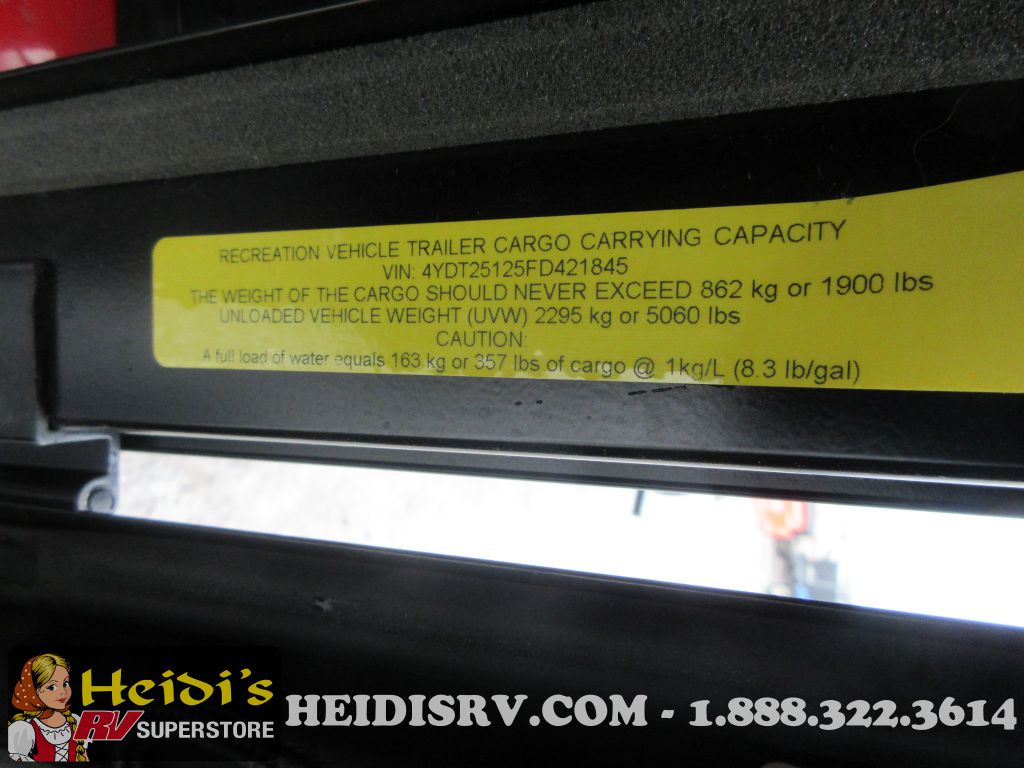 RECREATION VEHICLE TRAILER CARGO CARRYING CAPACITY
VIN: 4YDT25125FD421845
THE WEIGHT OF THE CARGO SHOULD NEVER EXCEED 862 kg or 1900 lbs
UNLOADED VEHICLE WEIGHT (UVW) 2295 kg or 5060 lbs
CAUTION:
A full load of water equals 163 kg or 357 lbs of cargo @ 1kg/L (8.3 lb/gal)
Heidi's
RV SUPERSTORE
HEIDISRV.COM - 1.888.322.3614